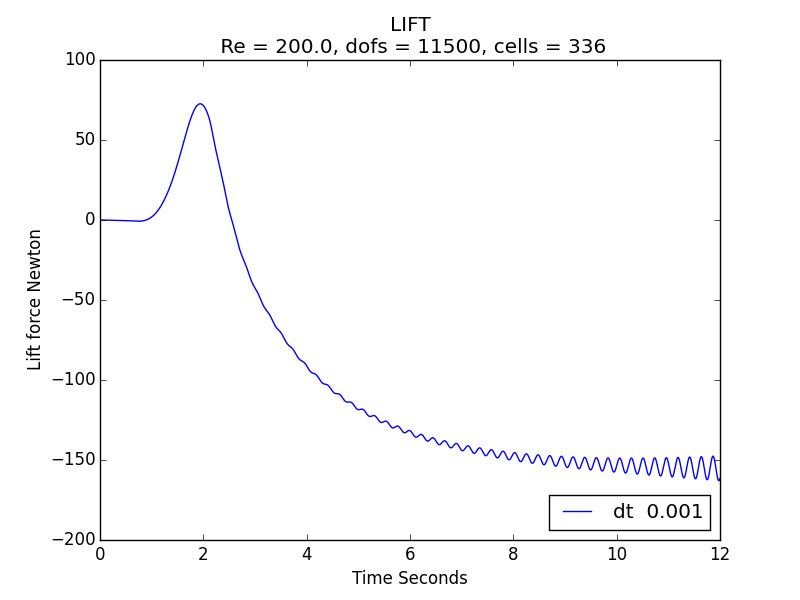 LIFT
Re = 200.0, dofs = 11500, cells = 336
100
50
0
−50
−100
−150
−200
Lift force Newton
dt  0.001
0 2 4 6 8 10 12
Time Seconds